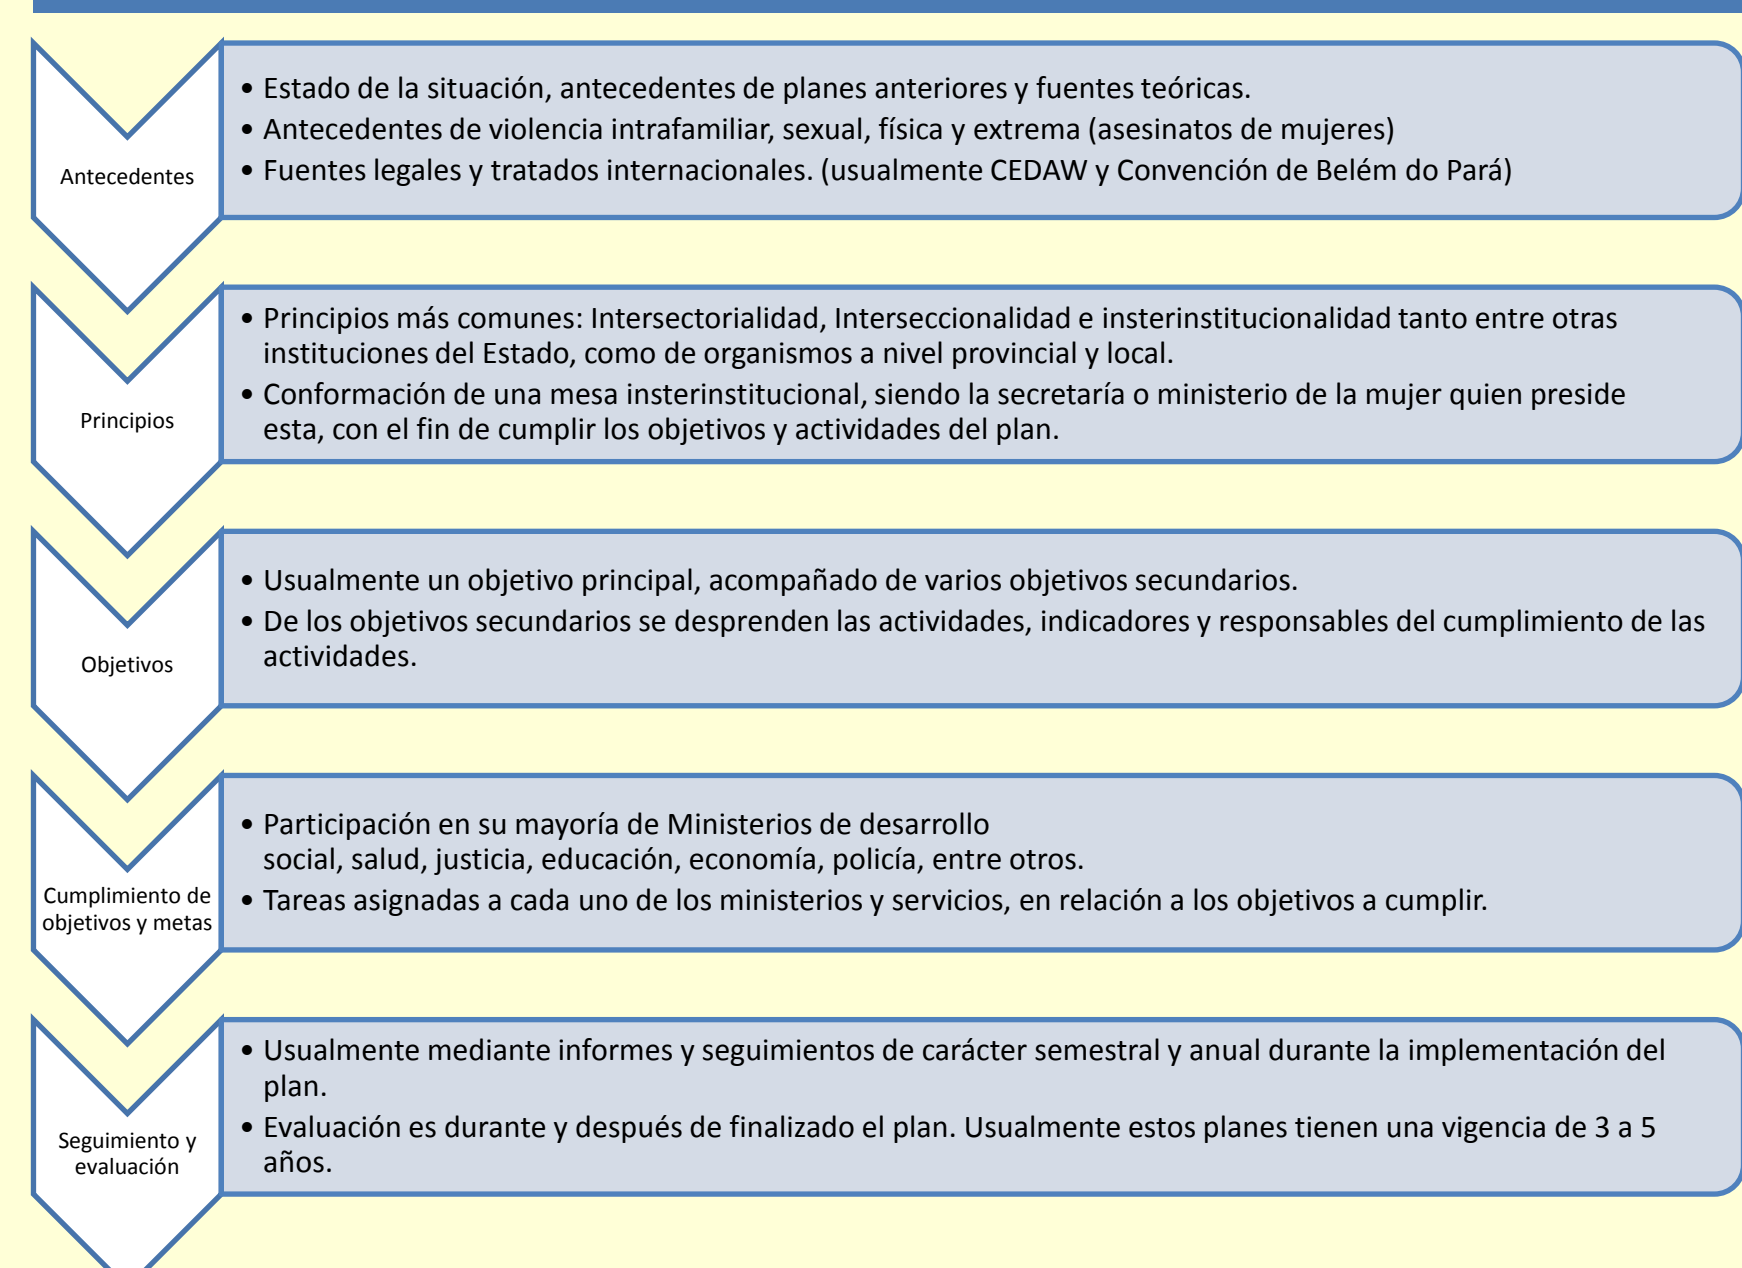 Antecedentes
• Estado de la situación, antecedentes de planes anteriores y fuentes teóricas.
• Antecedentes de violencia intrafamiliar, sexual, física y extrema (asesinatos de mujeres)
• Fuentes legales y tratados internacionales. (usualmente CEDAW y Convención de Belém do Pará)
Principios
• Principios más comunes: Intersectorialidad, Interseccionalidad e insterinstitucionalidad tanto entre otras
instituciones del Estado, como de organismos a nivel provincial y local.
• Conformación de una mesa insterinstitucional, siendo la secretaría o ministerio de la mujer quien preside
esta, con el fin de cumplir los objetivos y actividades del plan.
Objetivos
• Usualmente un objetivo principal, acompañado de varios objetivos secundarios.
• De los objetivos secundarios se desprenden las actividades, indicadores y responsables del cumplimiento de las
actividades.
Cumplimiento de
objetivos y metas
• Participación en su mayoría de Ministerios de desarrollo
social, salud, justicia, educación, economía, policía, entre otros.
• Tareas asignadas a cada uno de los ministerios y servicios, en relación a los objetivos a cumplir.
Seguimiento y
evaluación
• Usualmente mediante informes y seguimientos de carácter semestral y anual durante la implementación del
plan.
• Evaluación es durante y después de finalizado el plan. Usualmente estos planes tienen una vigencia de 3 a 5
años.